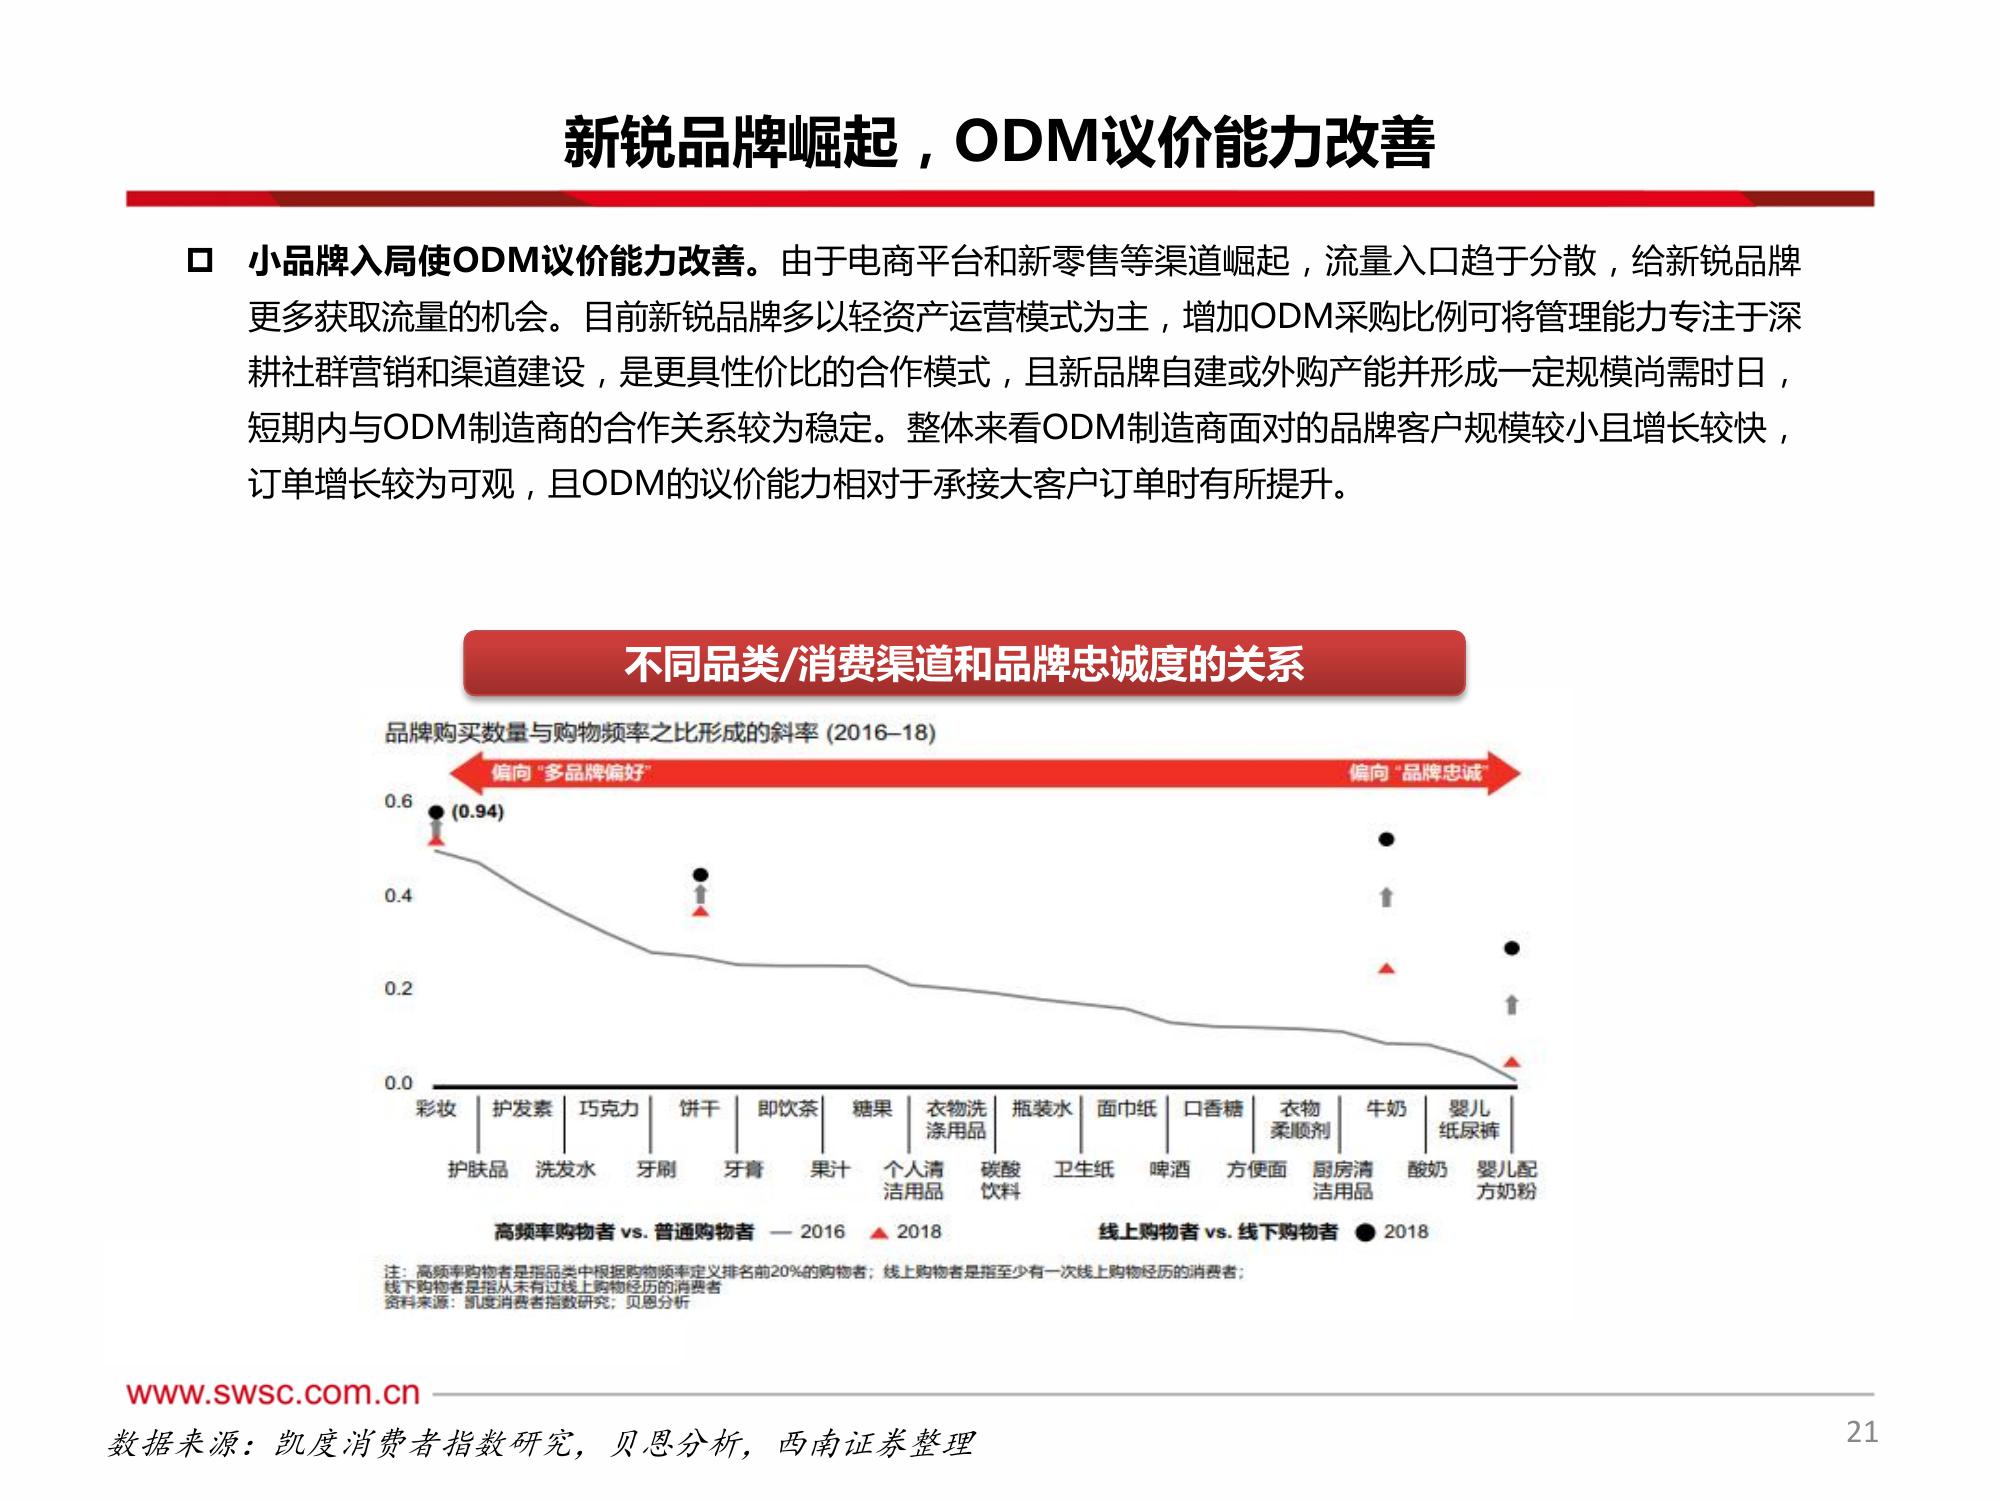 新锐品牌崛起，ODM议价能力改善
小品牌入局使ODM议价能力改善。由于电商平台和新零售等渠道崛起，流量入口趋于分散，给新锐品牌
更多获取流量的机会。目前新锐品牌多以轻资产运营模式为主，增加ODM采购比例可将管理能力专注于深
耕社群营销和渠道建设，是更具性价比的合作模式，且新品牌自建或外购产能并形成一定规模尚需时日，
短期内与ODM制造商的合作关系较为稳定。整体来看ODM制造商面对的品牌客户规模较小且增长较快，
订单增长较为可观，且ODM的议价能力相对于承接大客户订单时有所提升。
不同品类/消费渠道和品牌忠诚度的关系
品牌购买数量与购物频率之比形成的斜率 (2016–18)
偏向 “多品牌偏好” 偏向 “品牌忠诚”
0.6
(0.94)
0.4
0.2
0.0
彩妆 护发素 巧克力 饼干 即饮茶 糖果 衣物洗 瓶装水 面巾纸 口香糖 衣物 牛奶 婴儿
涤用品 柔顺剂 纸尿裤
护肤品 洗发水 牙刷 牙膏 果汁 个人清 碳酸 卫生纸 啤酒 方便面 厨房清 酸奶 婴儿配
洁用品 饮料 洁用品 方奶粉
高频率购物者 vs. 普通购物者 — 2016 ▲ 2018 线上购物者 vs. 线下购物者 ● 2018
注：高频率购物者是指品类中根据购物频率定义排名前20%的购物者；线上购物者是指至少有一次线上购物经历的消费者；
线下购物者是指从未有过线上购物经历的消费者
资料来源：凯度消费者指数研究；贝恩分析
www.swsc.com.cn
数据来源：凯度消费者指数研究，贝恩分析，西南证券整理
21